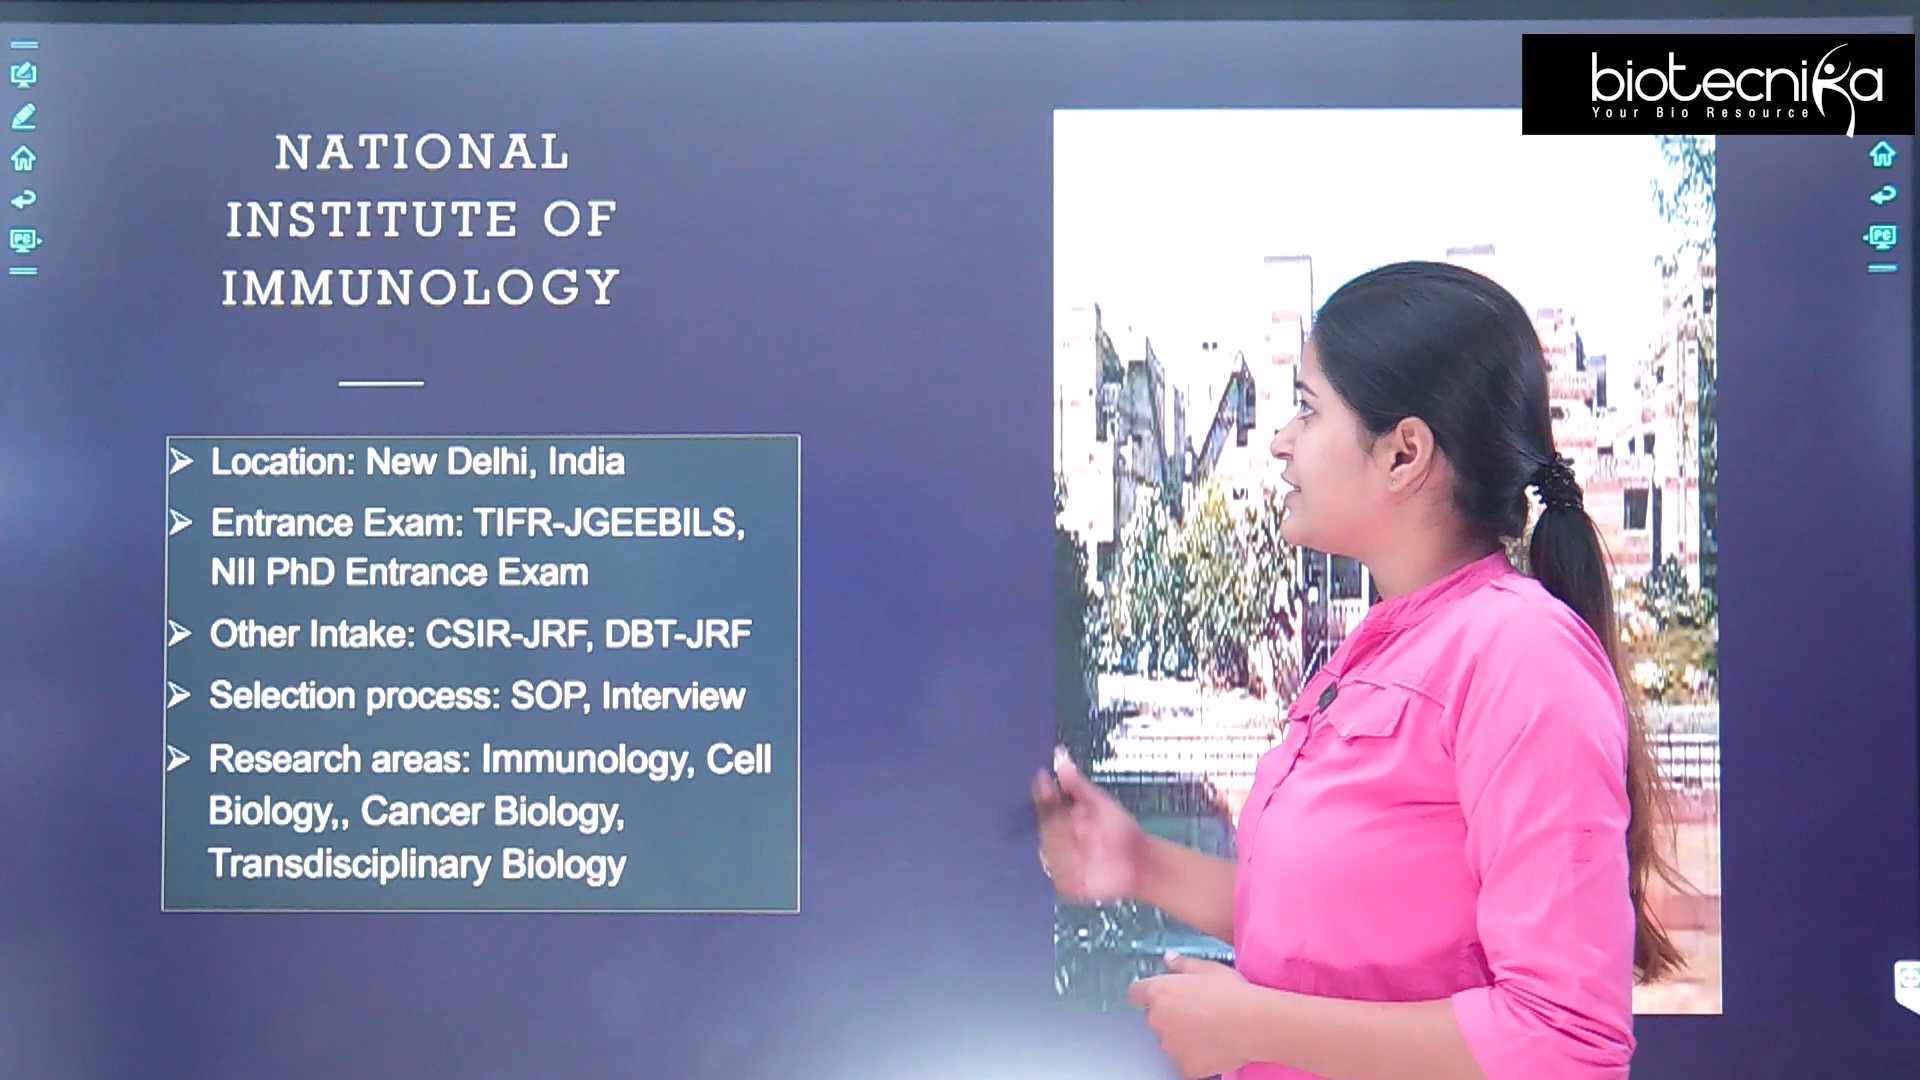 biotecnika
Your Bio Resource
NATIONAL
INSTITUTE OF
IMMUNOLOGY
Location: New Delhi, India
Entrance Exam: TIFR-JGEEBILS,
NII PhD Entrance Exam
Other Intake: CSIR-JRF, DBT-JRF
Selection process: SOP, Interview
Research areas: Immunology, Cell
Biology,, Cancer Biology,
Transdisciplinary Biology
PC
PC